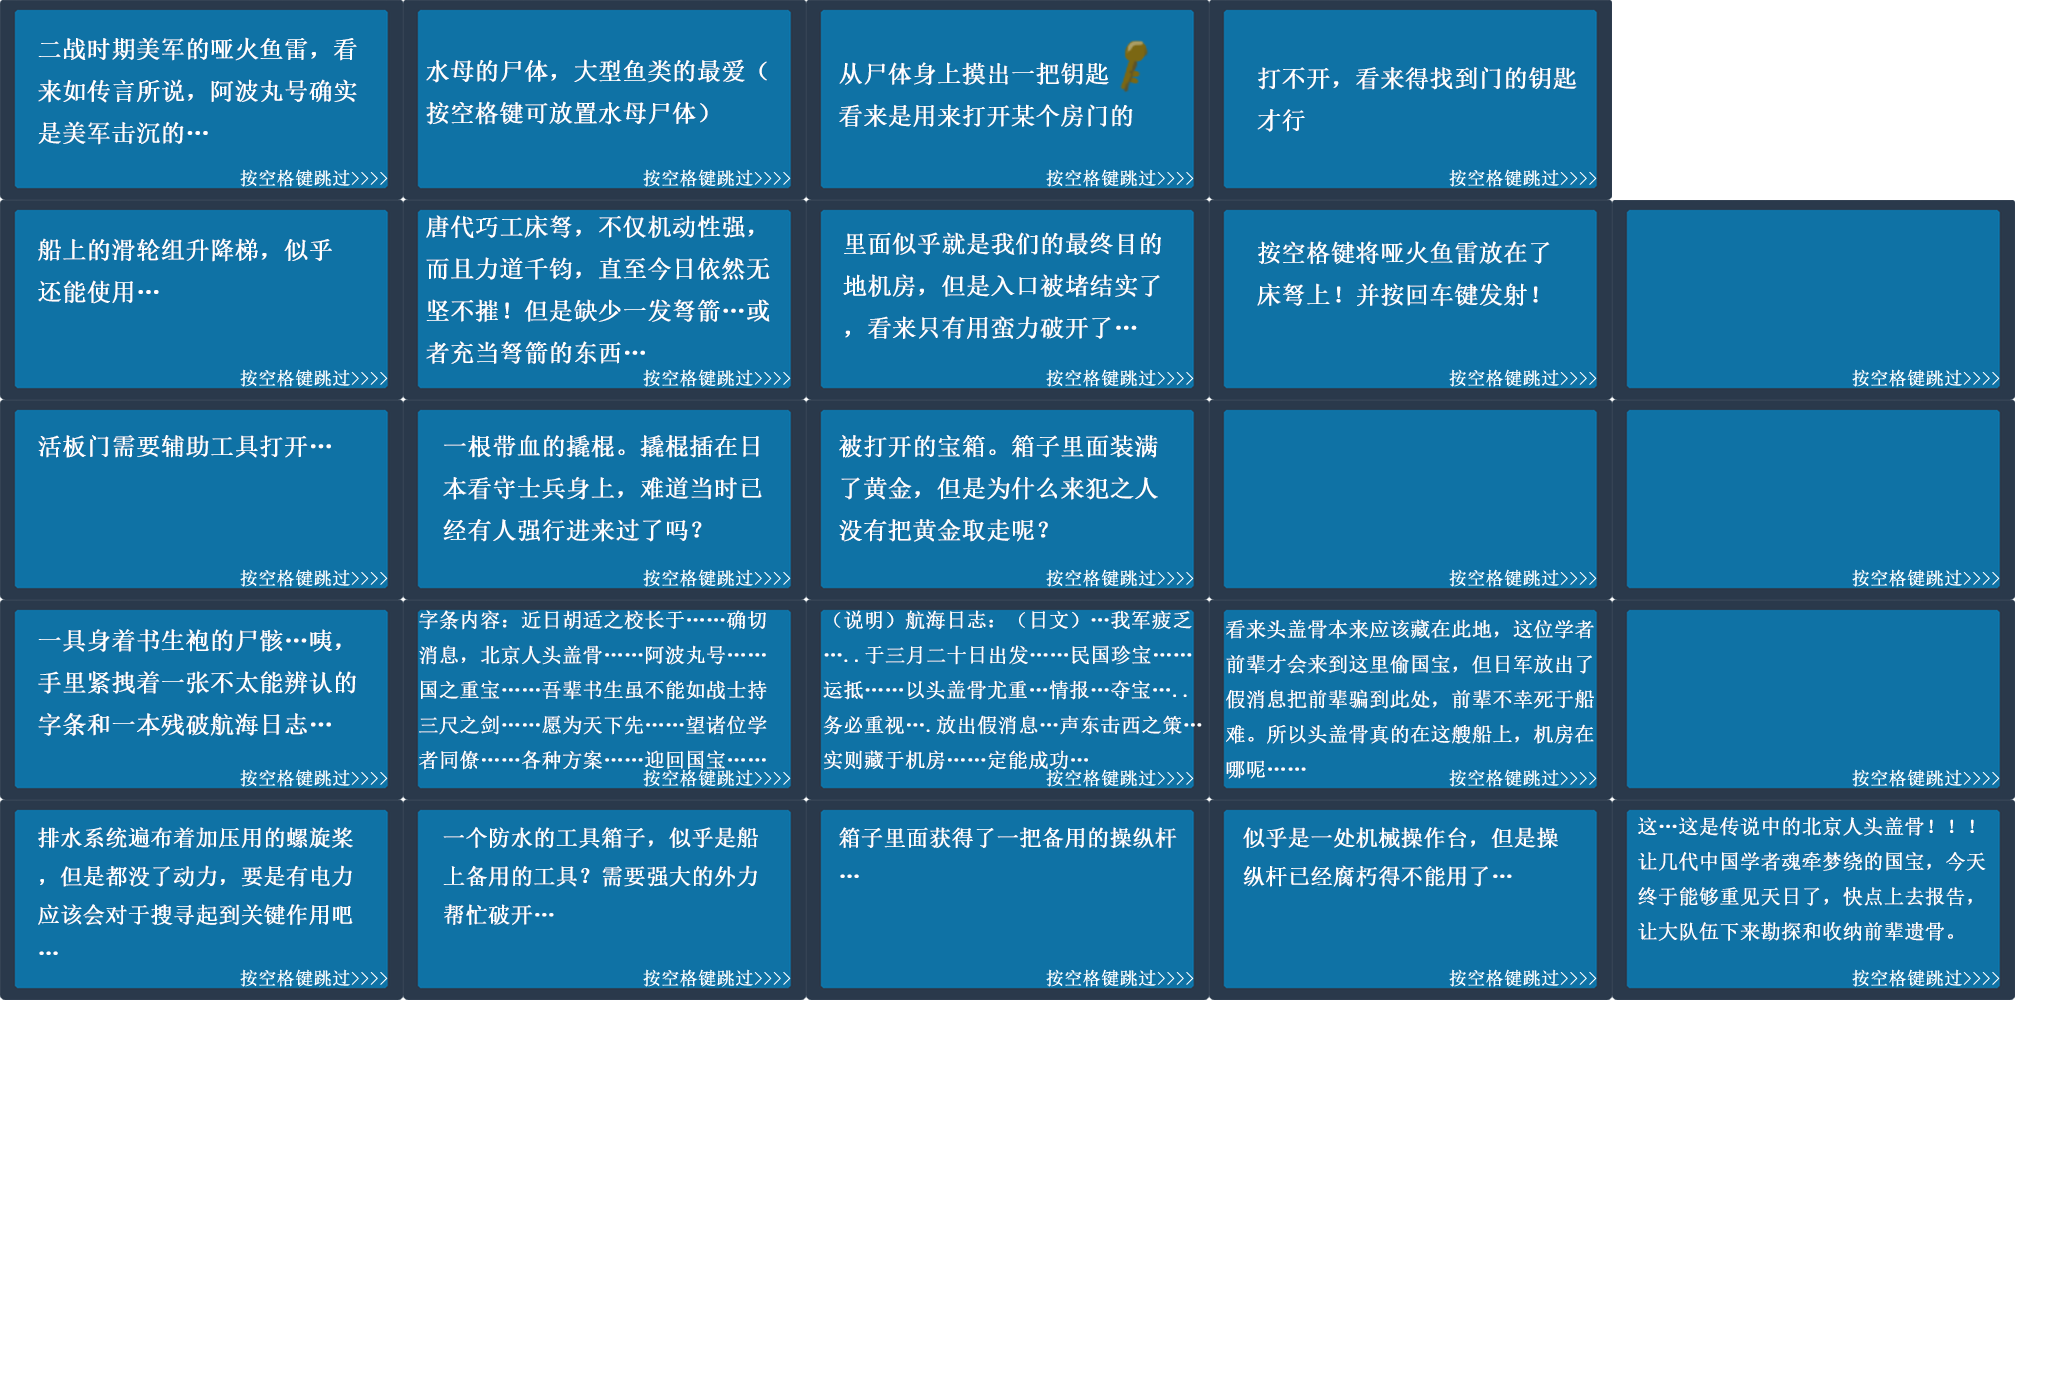 二战时期美军的哑火鱼雷，看
来如传言所说，阿波丸号确实
是美军击沉的…
按空格键跳过>>>>
水母的尸体，大型鱼类的最爱（
按空格键可放置水母尸体）
按空格键跳过>>>>
从尸体身上摸出一把钥匙
看来是用来打开某个房门的
按空格键跳过>>>>
打不开，看来得找到门的钥匙
才行
按空格键跳过>>>>
船上的滑轮组升降梯，似乎
还能使用…
按空格键跳过>>>>
唐代巧工床弩，不仅机动性强，
而且力道千钧，直至今日依然无
坚不摧！但是缺少一发弩箭…或
者充当弩箭的东西…
按空格键跳过>>>>
里面似乎就是我们的最终目的
地机房，但是入口被堵结实了
，看来只有用蛮力破开了…
按空格键跳过>>>>
按空格键将哑火鱼雷放在了
床弩上！并按回车键发射！
按空格键跳过>>>>
按空格键跳过>>>>
活板门需要辅助工具打开…
按空格键跳过>>>>
一根带血的撬棍。撬棍插在日
本看守士兵身上，难道当时已
经有人强行进来过了吗？
按空格键跳过>>>>
被打开的宝箱。箱子里面装满
了黄金，但是为什么来犯之人
没有把黄金取走呢？
按空格键跳过>>>>
按空格键跳过>>>>
按空格键跳过>>>>
一具身着书生袍的尸骸…咦，
手里紧拽着一张不太能辨认的
字条和一本残破航海日志…
按空格键跳过>>>>
字条内容：近日胡适之校长于……确切
消息，北京人头盖骨……阿波丸号……
国之重宝……吾辈书生虽不能如战士持
三尺之剑……愿为天下先……望诸位学
者同僚……各种方案……迎回国宝……
按空格键跳过>>>>
（说明）航海日志：（日文）…我军疲乏
…..于三月二十日出发……民国珍宝……
运抵……以头盖骨尤重…情报…夺宝…..
务必重视….放出假消息…声东击西之策…
实则藏于机房……定能成功…
按空格键跳过>>>>
看来头盖骨本来应该藏在此地，这位学者
前辈才会来到这里偷国宝，但日军放出了
假消息把前辈骗到此处，前辈不幸死于船
难。所以头盖骨真的在这艘船上，机房在
哪呢……
按空格键跳过>>>>
按空格键跳过>>>>
排水系统遍布着加压用的螺旋桨
，但是都没了动力，要是有电力
应该会对于搜寻起到关键作用吧
…
按空格键跳过>>>>
一个防水的工具箱子，似乎是船
上备用的工具？需要强大的外力
帮忙破开…
按空格键跳过>>>>
箱子里面获得了一把备用的操纵杆
…
按空格键跳过>>>>
似乎是一处机械操作台，但是操
纵杆已经腐朽得不能用了…
按空格键跳过>>>>
这…这是传说中的北京人头盖骨！！！
让几代中国学者魂牵梦绕的国宝，今天
终于能够重见天日了，快点上去报告，
让大队伍下来勘探和收纳前辈遗骨。
按空格键跳过>>>>